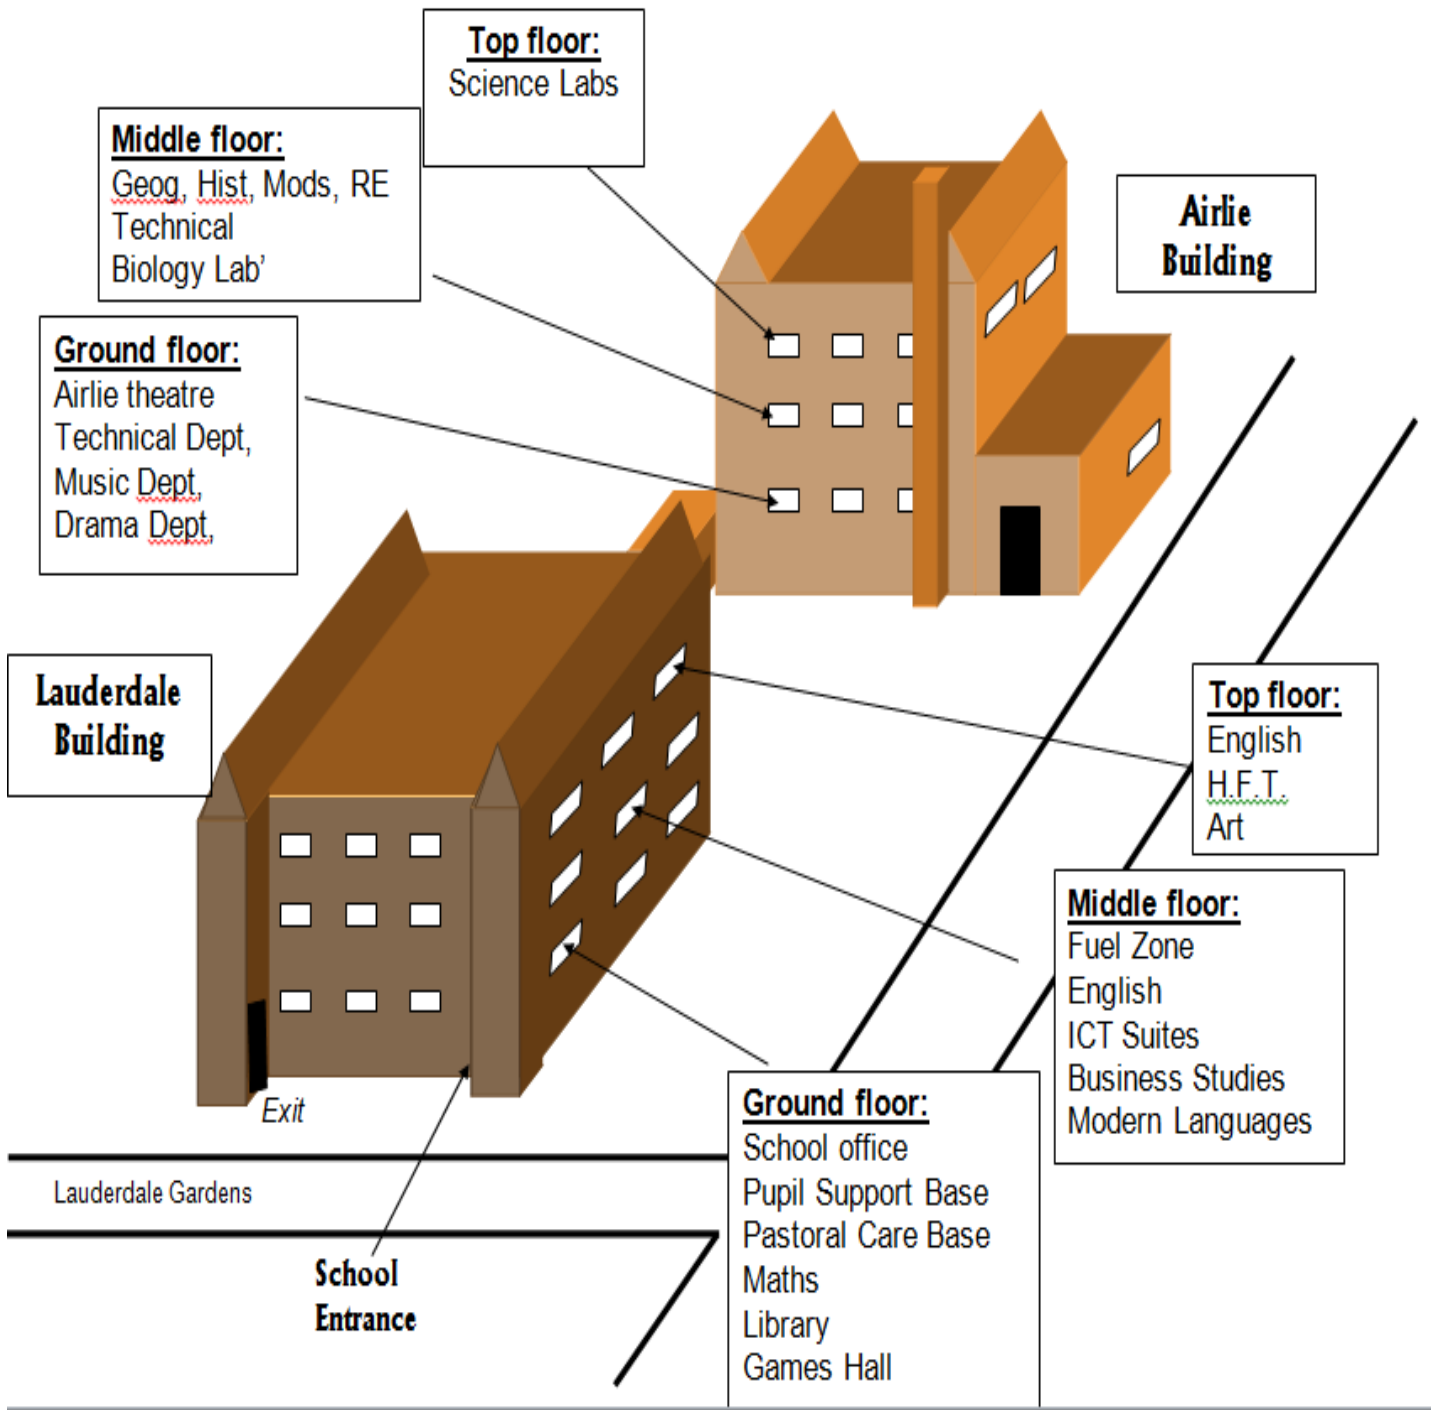 Top floor:
Science Labs
Middle floor:
Geog, Hist, Mods, RE
Technical
Biology Lab'
Airlie
Building
Ground floor:
Airlie theatre
Technical Dept,
Music Dept,
Drama Dept,
Lauderdale
Building
Top floor:
English
H.F.T.
Art
Middle floor:
Fuel Zone
English
ICT Suites
Business Studies
Modern Languages
Ground floor:
School office
Pupil Support Base
Pastoral Care Base
Maths
Library
Games Hall
Exit
Lauderdale Gardens
School
Entrance